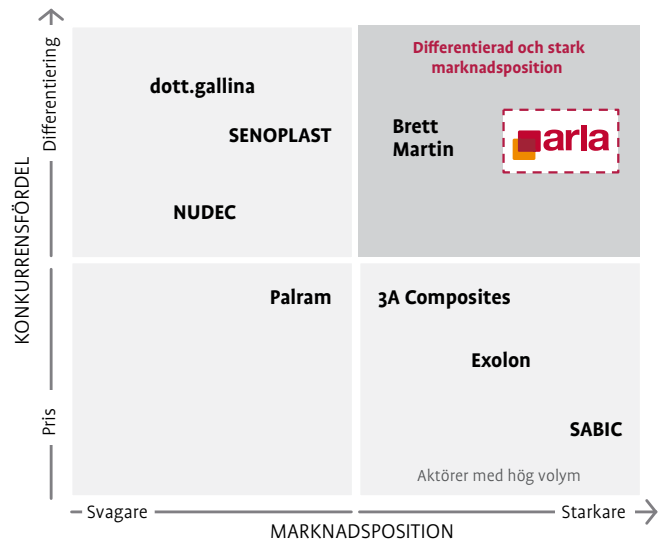 Differentierad och stark
marknadsposition
dott.gallina
SENOPLAST
NUDEC
Brett
Martin
arla
Palram
3A Composites
Exolon
SABIC
Aktörer med hög volym
KONKURRENSFÖRDEL
Differentiering
Pris
Svagare
Starkare
MARKNADSPOSITION